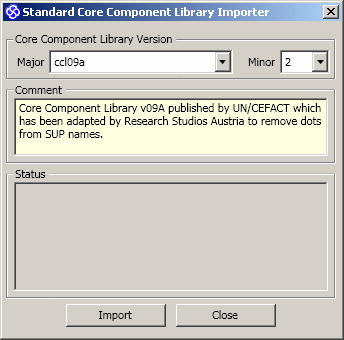 Standard Core Component Library Importer
Core Component Library Version
Major ccl09a Minor 2
Comment
Core Component Library v09A published by UN/CEFACT which
has been adapted by Research Studios Austria to remove dots
from SUP names.
Status
Import Close